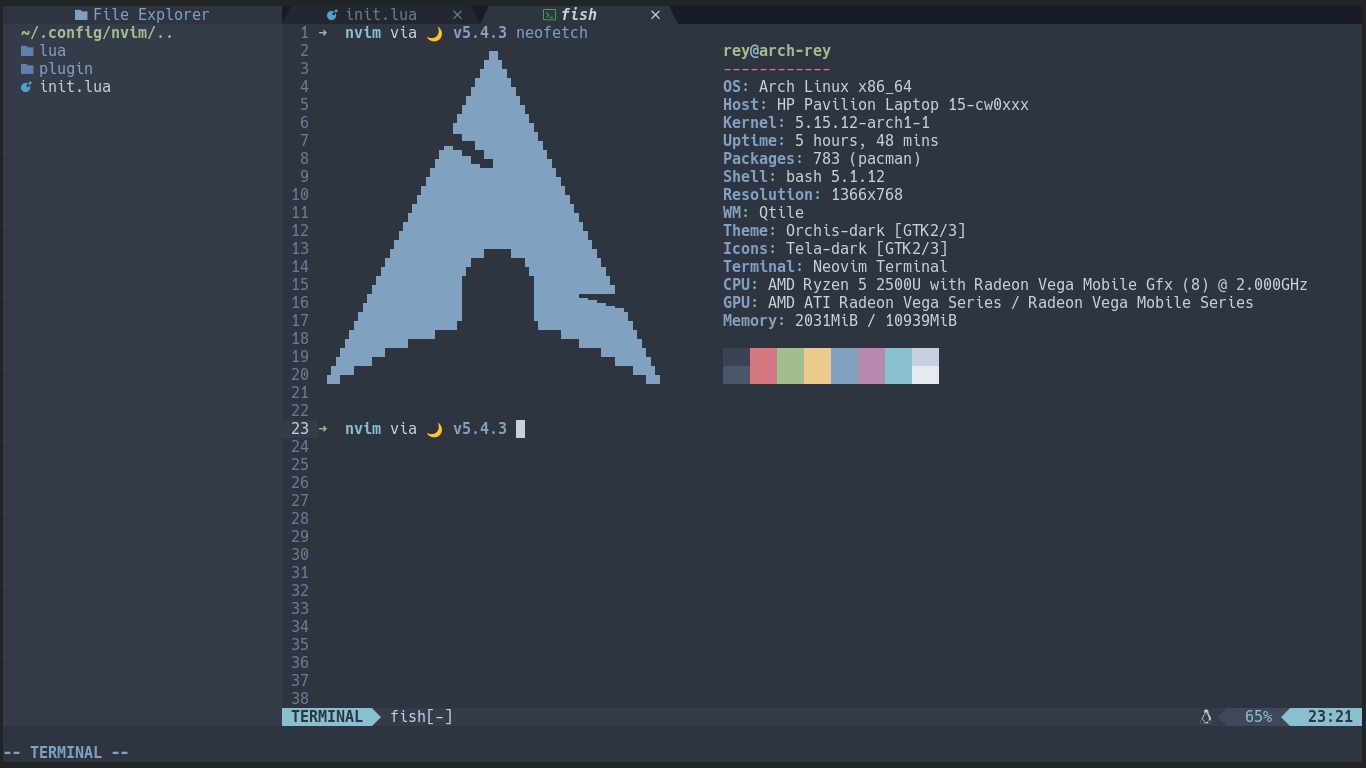 File Explorer
init.lua ×
fish ×
~/.config/nvim/..
lua
plugin
init.lua
1 → nvim via 🌙 v5.4.3 neofetch
2 rey@arch-rey
3 ------------
4 OS: Arch Linux x86_64
5 Host: HP Pavilion Laptop 15-cw0xxx
6 Kernel: 5.15.12-arch1-1
7 Uptime: 5 hours, 48 mins
8 Packages: 783 (pacman)
9 Shell: bash 5.1.12
10 Resolution: 1366x768
11 WM: Qtile
12 Theme: Orchis-dark [GTK2/3]
13 Icons: Tela-dark [GTK2/3]
14 Terminal: Neovim Terminal
15 CPU: AMD Ryzen 5 2500U with Radeon Vega Mobile Gfx (8) @ 2.000GHz
16 GPU: AMD ATI Radeon Vega Series / Radeon Vega Mobile Series
17 Memory: 2031MiB / 10939MiB
18
19
20
21
22
23 → nvim via 🌙 v5.4.3
24
25
26
27
28
29
30
31
32
33
34
35
36
37
38
TERMINAL fish[-] 65% 23:21
-- TERMINAL --